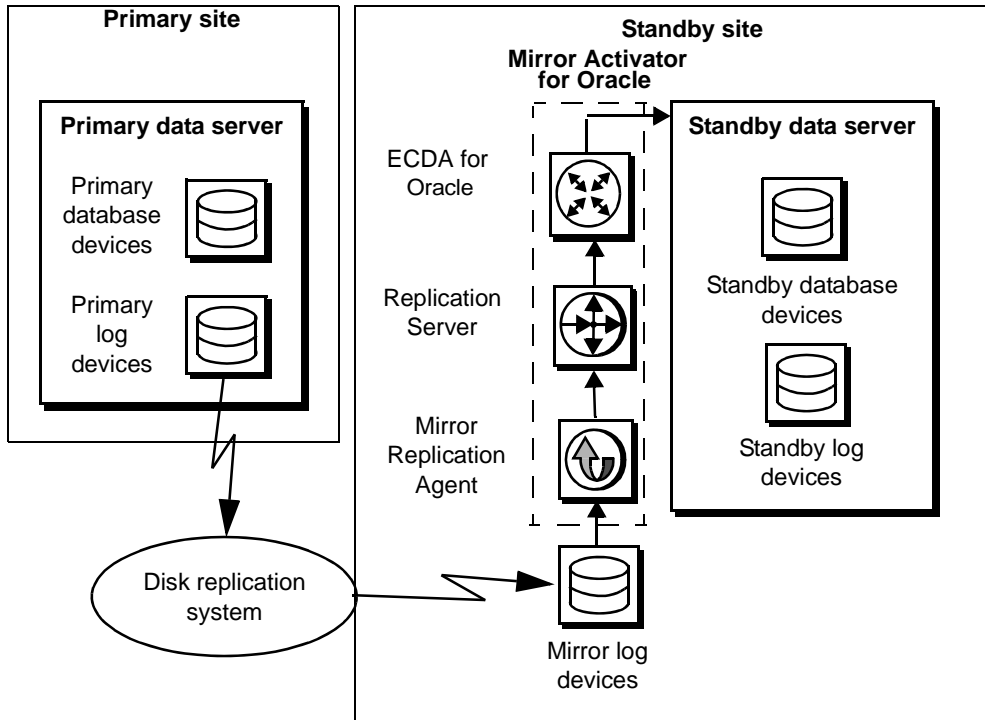 Primary site
Primary data server
Primary
database
devices
Primary
log
devices
Disk replication
system
Standby site
Mirror Activator
for Oracle
ECDA for
Oracle
Replication
Server
Mirror
Replication
Agent
Mirror log
devices
Standby data server
Standby database
devices
Standby log
devices